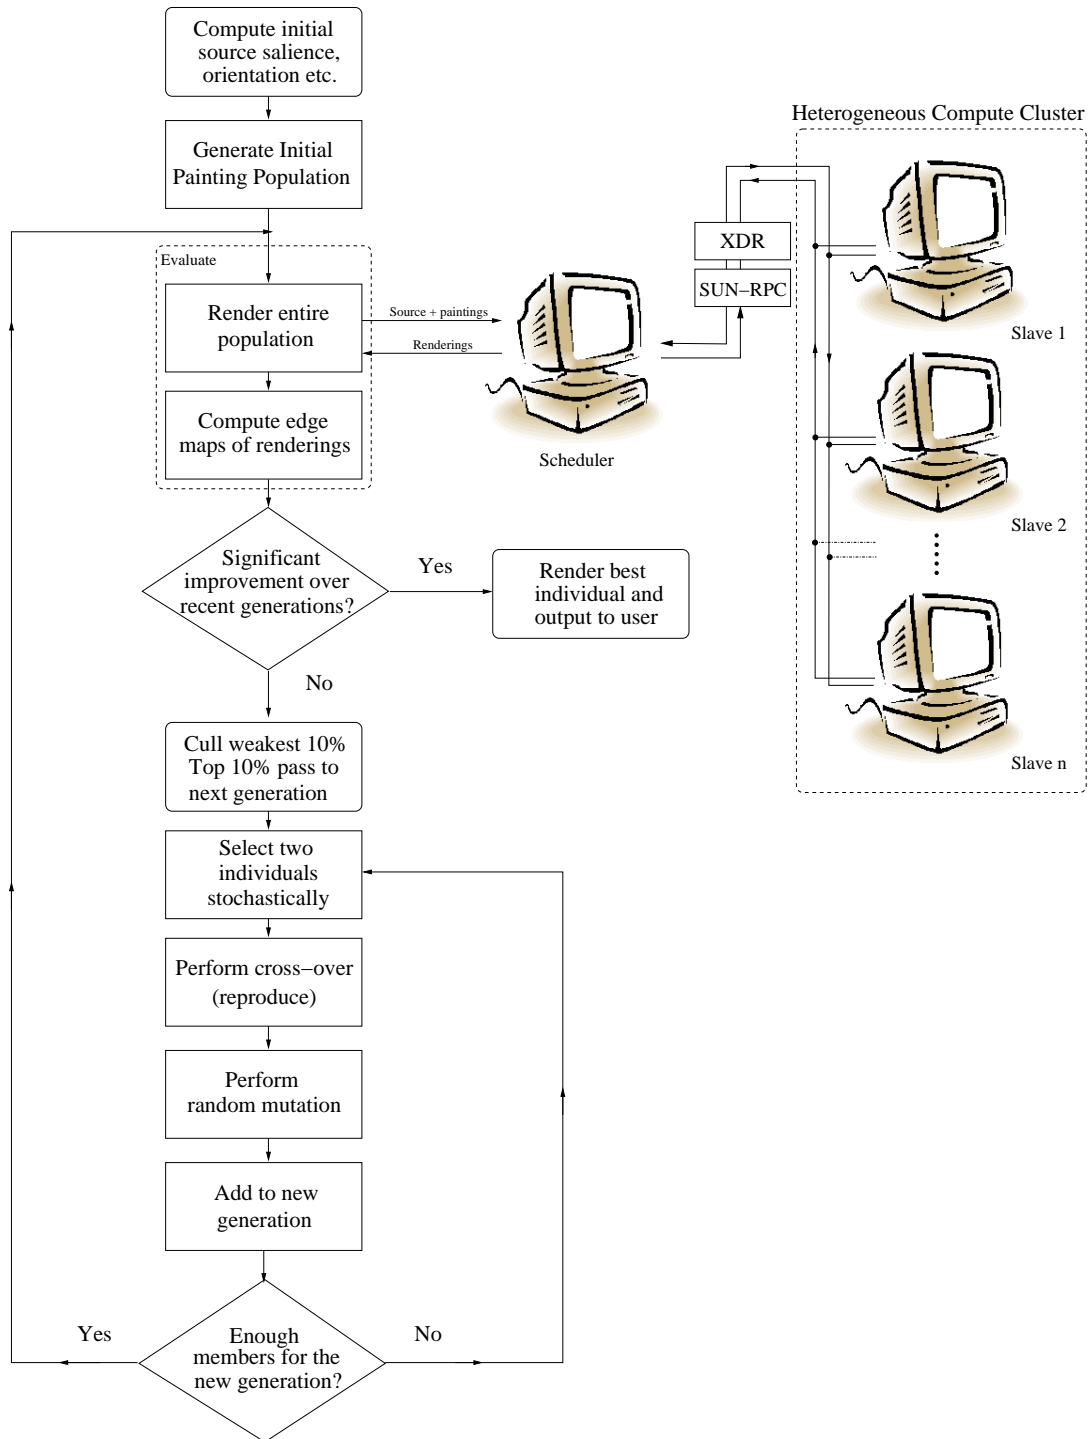 Compute initial
source salience,
orientation etc.
Generate Initial
Painting Population
Evaluate
Render entire
population
Source + paintings
Renderings
Compute edge
maps of renderings
Scheduler
XDR
SUN−RPC
Heterogeneous Compute Cluster
Slave 1
Slave 2
Slave n
Significant
improvement over
recent generations?
Yes
Render best
individual and
output to user
No
Cull weakest 10%
Top 10% pass to
next generation
Select two
individuals
stochastically
Perform cross−over
(reproduce)
Perform
random mutation
Add to new
generation
Enough
members for the
new generation?
Yes
No